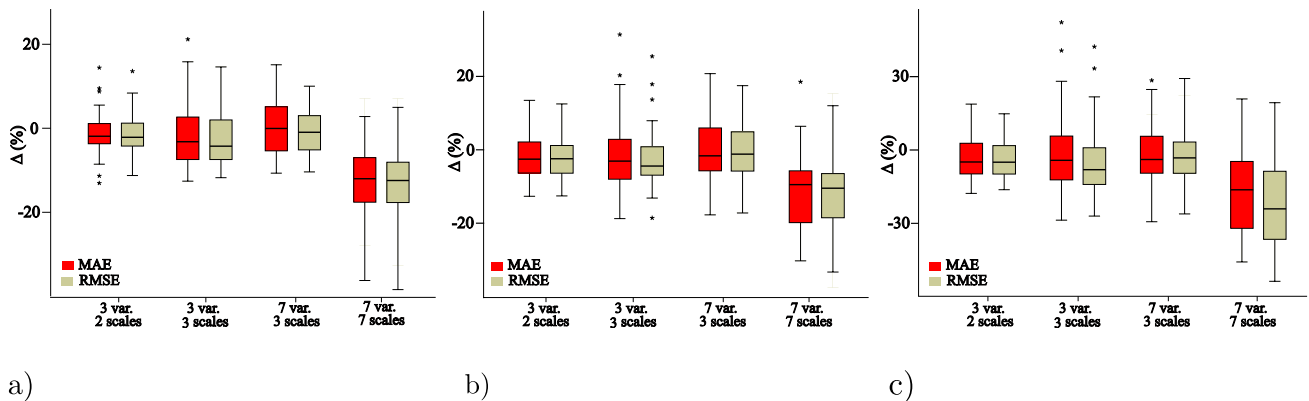 20
0
-20
Δ (%)
MAE
RMSE
3 var.
2 scales
3 var.
3 scales
7 var.
3 scales
7 var.
7 scales
a)
20
0
-20
Δ (%)
MAE
RMSE
3 var.
2 scales
3 var.
3 scales
7 var.
3 scales
7 var.
7 scales
b)
30
0
-30
Δ (%)
MAE
RMSE
3 var.
2 scales
3 var.
3 scales
7 var.
3 scales
7 var.
7 scales
c)